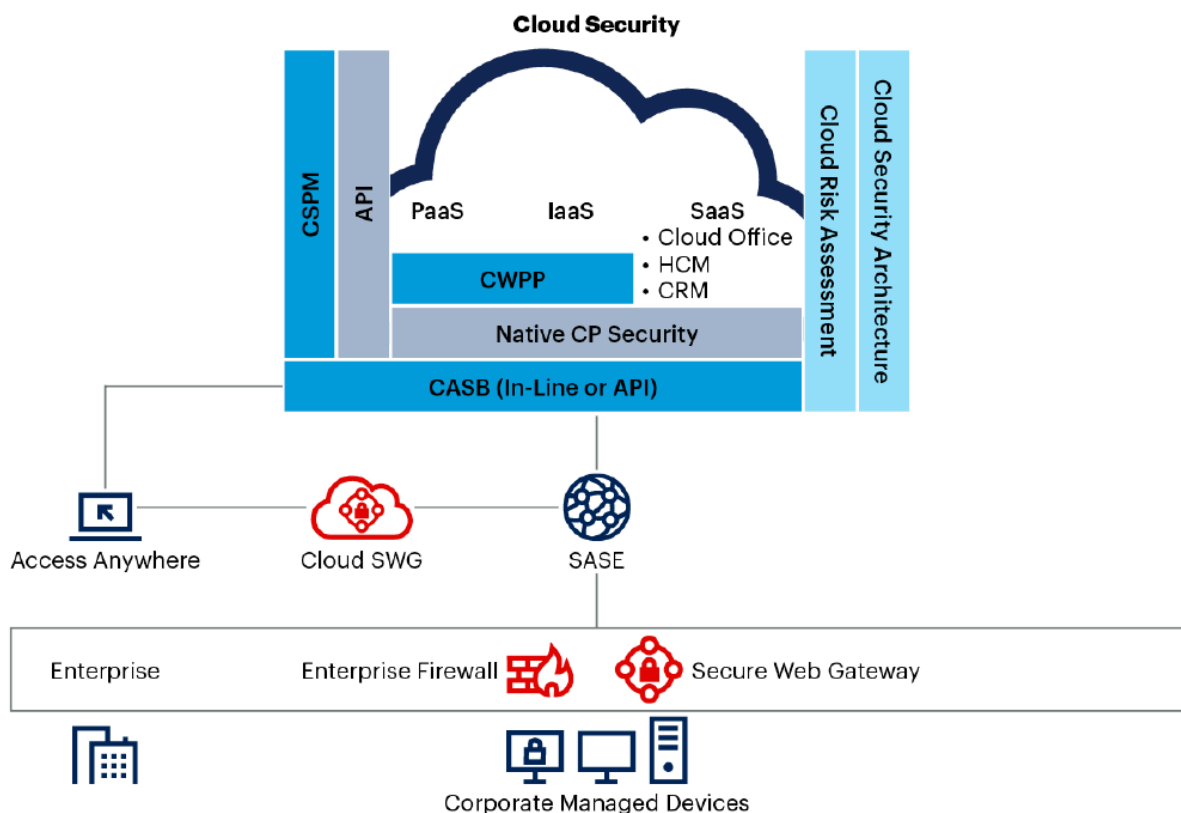 Cloud Security
CSPM
API
PaaS
IaaS
SaaS
• Cloud Office
• HCM
• CRM
CWPP
Native CP Security
CASB (In-Line or API)
Cloud Risk Assessment
Cloud Security Architecture
Access Anywhere
Cloud SWG
SASE
Enterprise
Enterprise Firewall
Secure Web Gateway
Corporate Managed Devices